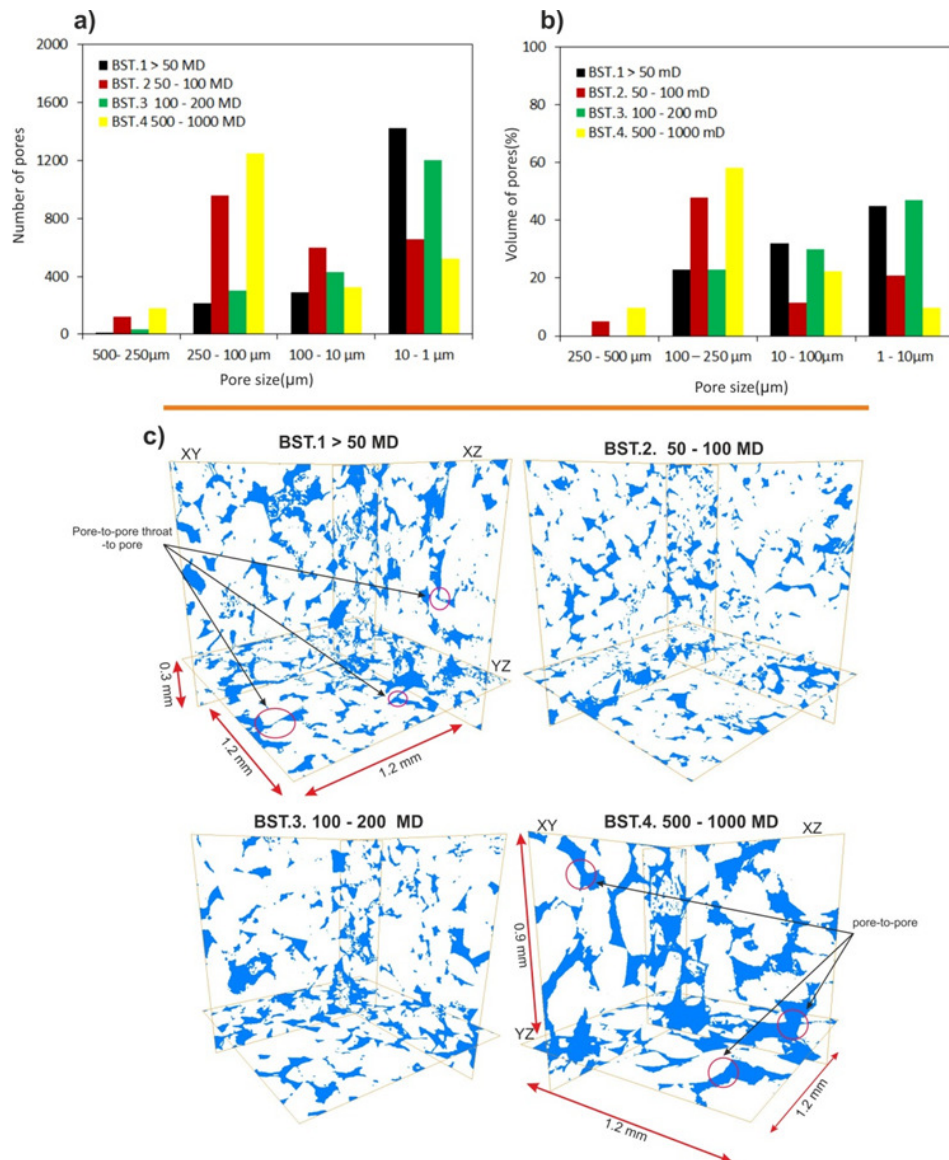 a)
2000
1600
1200
800
400
0
Number of pores
BST.1 > 50 MD
BST. 2 50 - 100 MD
BST.3 100 - 200 MD
BST.4 500 - 1000 MD
500- 250µm
250 - 100 µm
100 - 10 µm
10 - 1 µm
Pore size(µm)
b)
100
80
60
40
20
0
Volume of pores(%)
BST.1 > 50 mD
BST.2. 50 - 100 mD
BST.3. 100 - 200 mD
BST.4. 500 - 1000 mD
250 - 500 µm
100 – 250 µm
10 - 100µm
1 - 10µm
Pore size(µm)
c)
BST.1 > 50 MD
XY
XZ
Pore-to-pore throat
-to pore
YZ
0.3 mm
1.2 mm
1.2 mm
BST.2. 50 - 100 MD
BST.3. 100 - 200 MD
BST.4. 500 - 1000 MD
XY
XZ
pore-to-pore
0.9 mm
YZ
1.2 mm
1.2 mm